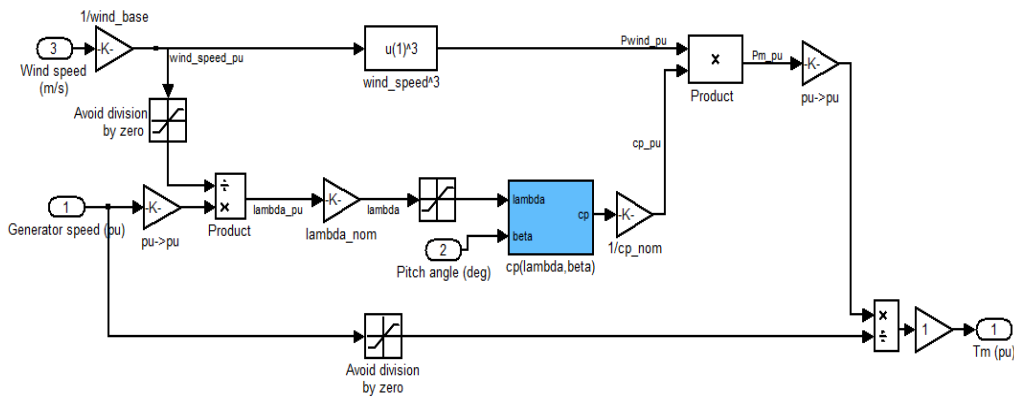 1/wind_base
3
-K-
Wind speed
(m/s)
wind_speed_pu
u(1)^3
wind_speed^3
Pwind_pu
×
Product
Pm_pu
-K-
pu->pu
Avoid division
by zero
cp_pu
1
Generator speed (pu)
-K-
pu->pu
÷
×
Product
lambda_pu
-K-
lambda_nom
lambda
lambda
beta
cp
cp(lambda,beta)
2
Pitch angle (deg)
-K-
1/cp_nom
Avoid division
by zero
×
÷
1
1
Tm (pu)